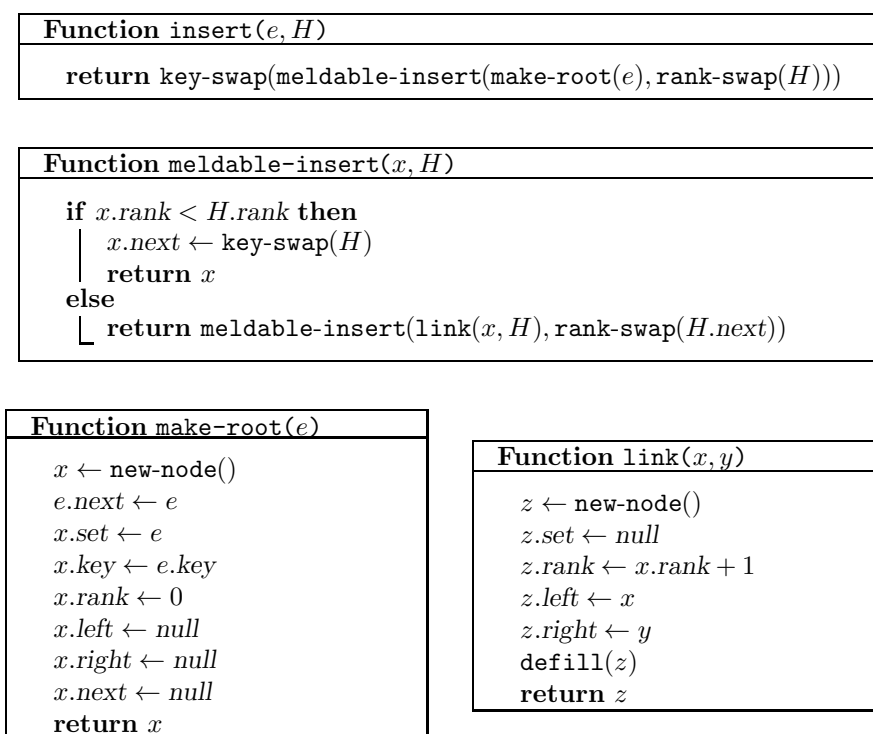 Function insert(e, H)
return key-swap(meldable-insert(make-root(e), rank-swap(H)))
Function meldable-insert(x, H)
if x.rank < H.rank then
x.next ← key-swap(H)
return x
else
return meldable-insert(link(x, H), rank-swap(H.next))
Function make-root(e)
x ← new-node()
e.next ← e
x.set ← e
x.key ← e.key
x.rank ← 0
x.left ← null
x.right ← null
x.next ← null
return x
Function link(x, y)
z ← new-node()
z.set ← null
z.rank ← x.rank + 1
z.left ← x
z.right ← y
defill(z)
return z